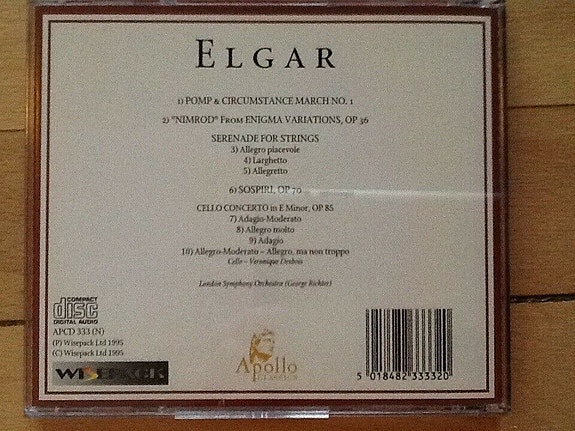 ELGAR
1) POMP & CIRCUMSTANCE MARCH NO. 1
2) "NIMROD" FROM ENIGMA VARIATIONS, OP 36
SERENADE FOR STRINGS
3) Allegro piacevole
4) Larghetto
5) Allegretto
6) SOSPIRI, OP 70
CELLO CONCERTO in E Minor, OP 85
7) Adagio-Moderato
8) Allegro molto
9) Adagio
10) Allegro-Moderato – Allegro, ma non troppo
Cello – Veronique Desbois
London Symphony Orchestra (George Richter)
COMPACT
disc
DIGITAL AUDIO
APCD 333 (N)
(P) Wisepack Ltd 1995
(C) Wisepack Ltd 1995
WISEPACK
Apollo
CLASSICS
5 018482 333320